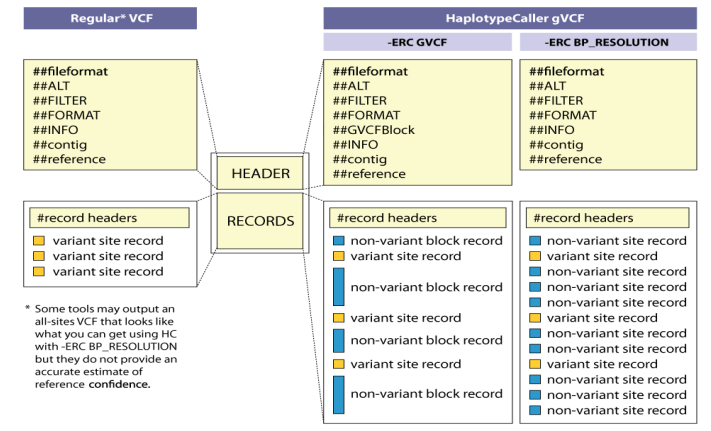 Regular* VCF
HaplotypeCaller gVCF
-ERC GVCF
-ERC BP_RESOLUTION
##fileformat
##ALT
##FILTER
##FORMAT
##INFO
##contig
##reference
##fileformat
##ALT
##FILTER
##FORMAT
##GVCFBlock
##INFO
##contig
##reference
##fileformat
##ALT
##FILTER
##FORMAT
##INFO
##contig
##reference
HEADER
RECORDS
#record headers
variant site record
variant site record
variant site record
#record headers
non-variant block record
variant site record
non-variant block record
variant site record
non-variant block record
variant site record
non-variant block record
#record headers
non-variant site record
variant site record
non-variant site record
non-variant site record
non-variant site record
variant site record
non-variant site record
non-variant site record
variant site record
non-variant site record
non-variant site record
non-variant site record
* Some tools may output an
all-sites VCF that looks like
what you can get using HC
with -ERC BP_RESOLUTION
but they do not provide an
accurate estimate of
reference confidence.